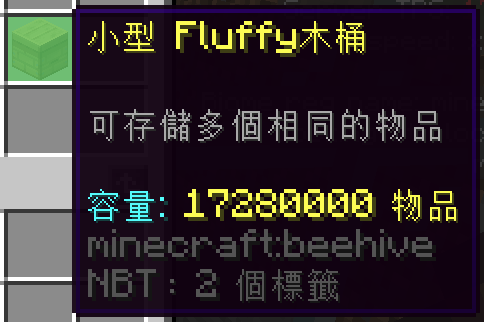 小型 Fluffy木桶
可存儲多個相同的物品
容量: 17280000 物品
minecraft:beehive
NBT: 2 個標籤